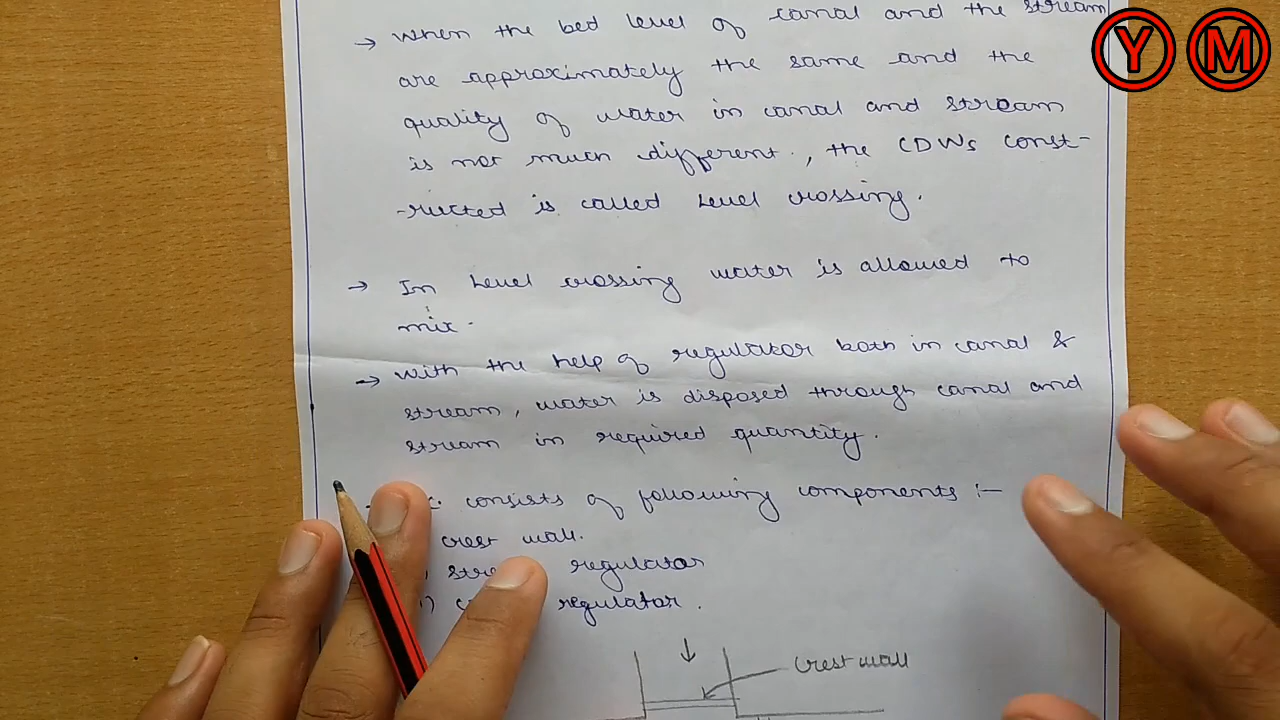 Y M
→ When the bed level of canal and the stream
are approximately the same and the
quality of water in canal and stream
is not much different., the CDWs const-
-ructed is called Level crossing.
→ In Level crossing water is allowed to
mix.
→ With the help of regulator both in canal &
stream, water is disposed through canal and
stream in required quantity.
consists of following components :-
crest wall.
regulator
regulator.
↓
crest wall